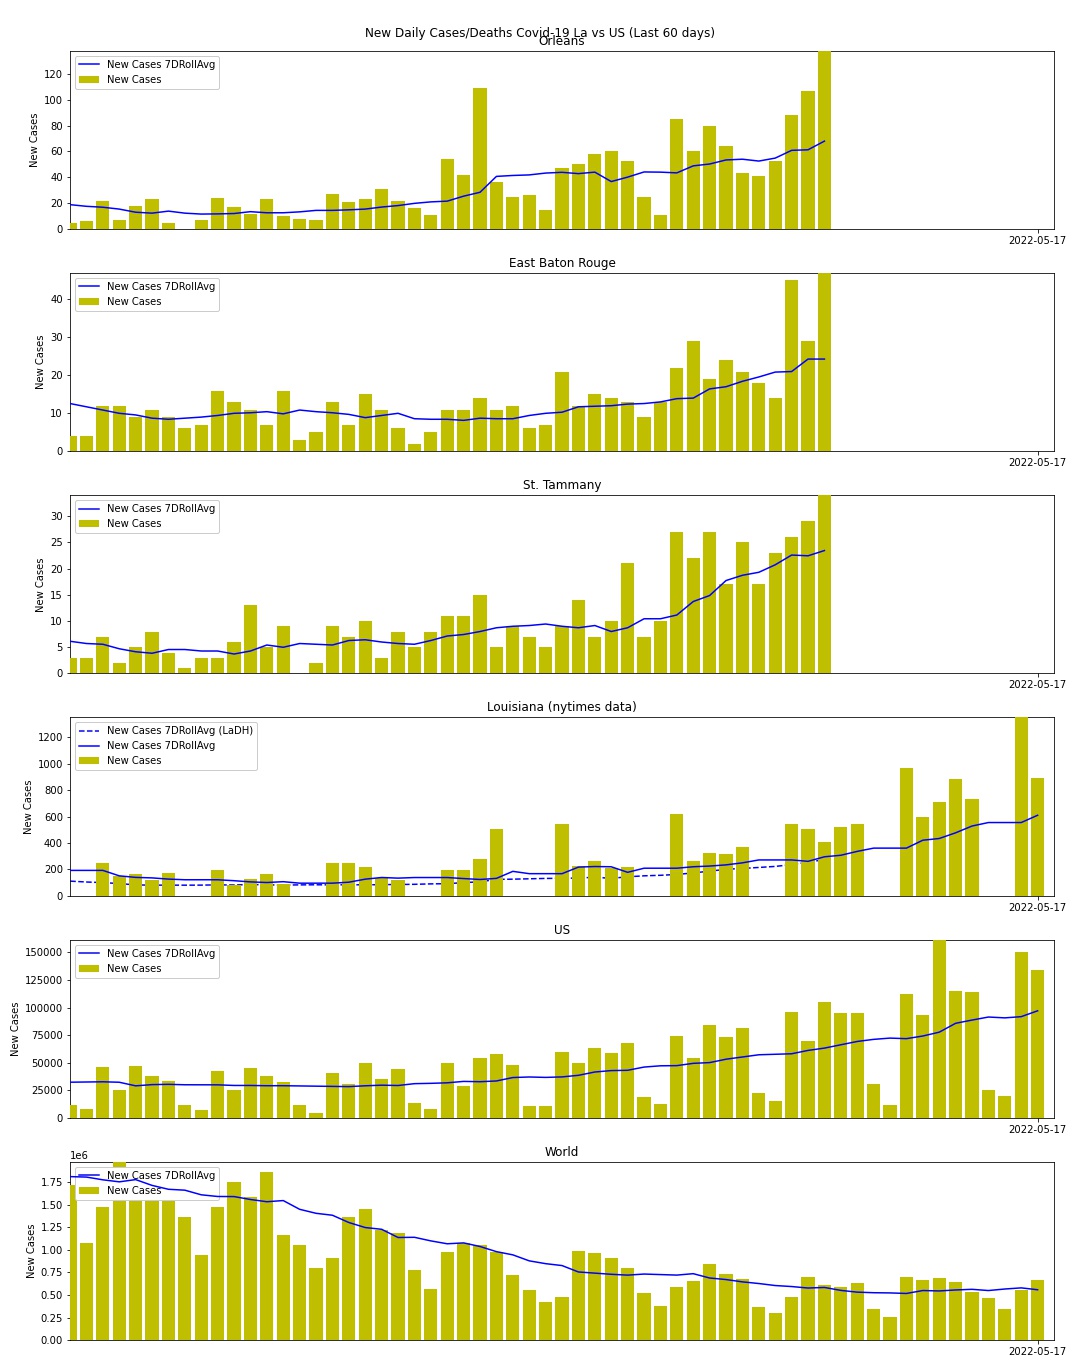 New Daily Cases/Deaths Covid-19 La vs US (Last 60 days)
Orleans
New Cases 7DRollAvg
New Cases
120
100
80
60
40
20
0
New Cases
2022-05-17
East Baton Rouge
New Cases 7DRollAvg
New Cases
40
30
20
10
0
New Cases
2022-05-17
St. Tammany
New Cases 7DRollAvg
New Cases
30
25
20
15
10
5
0
New Cases
2022-05-17
Louisiana (nytimes data)
New Cases 7DRollAvg (LaDH)
New Cases 7DRollAvg
New Cases
1200
1000
800
600
400
200
0
New Cases
2022-05-17
US
New Cases 7DRollAvg
New Cases
150000
125000
100000
75000
50000
25000
0
New Cases
2022-05-17
World
1e6
New Cases 7DRollAvg
New Cases
1.75
1.50
1.25
1.00
0.75
0.50
0.25
0.00
New Cases
2022-05-17